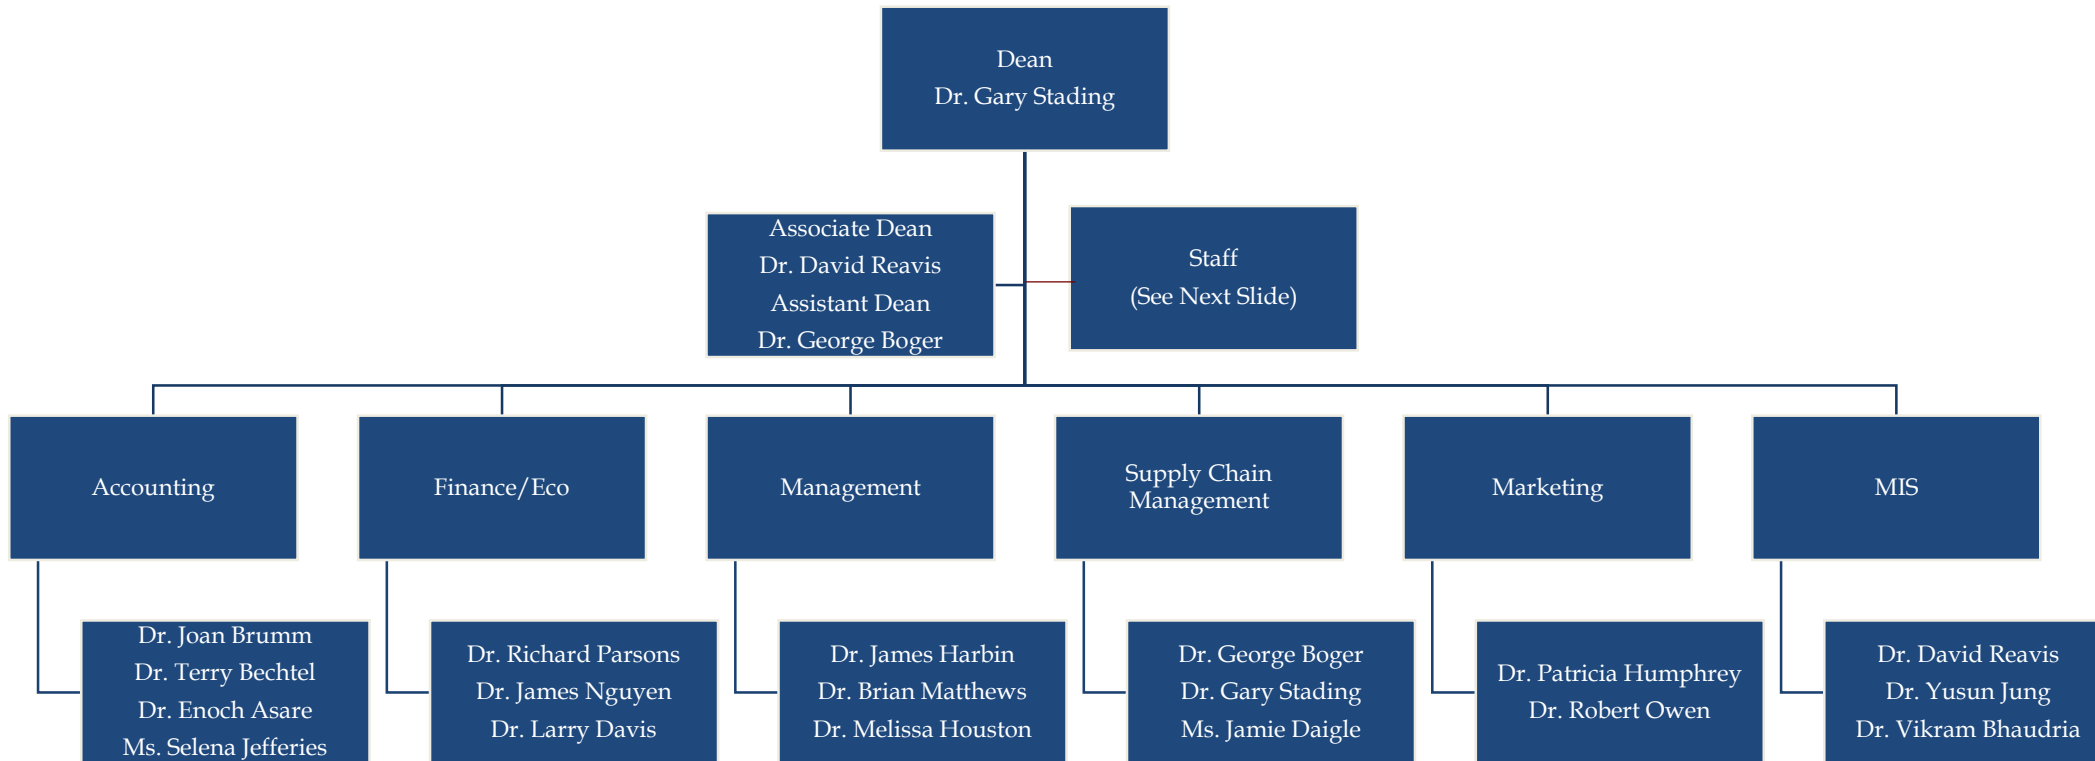 Dean
Dr. Gary Stading
Associate Dean
Dr. David Reavis
Assistant Dean
Dr. George Boger
Staff
(See Next Slide)
Accounting
Finance/Eco
Management
Supply Chain
Management
Marketing
MIS
Dr. Joan Brumm
Dr. Terry Bechtel
Dr. Enoch Asare
Ms. Selena Jefferies
Dr. Richard Parsons
Dr. James Nguyen
Dr. Larry Davis
Dr. James Harbin
Dr. Brian Matthews
Dr. Melissa Houston
Dr. George Boger
Dr. Gary Stading
Ms. Jamie Daigle
Dr. Patricia Humphrey
Dr. Robert Owen
Dr. David Reavis
Dr. Yusun Jung
Dr. Vikram Bhaudria